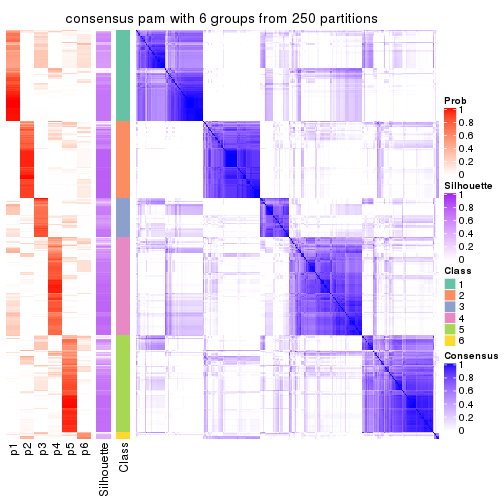 consensus pam with 6 groups from 250 partitions
Prob
1
0.8
0.6
0.4
0.2
0
Silhouette
1
0.8
0.6
0.4
0.2
0
Class
1
2
3
4
5
6
Consensus
1
0.8
0.6
0.4
0.2
0
p1
p2
p3
p4
p5
p6
Silhouette
Class